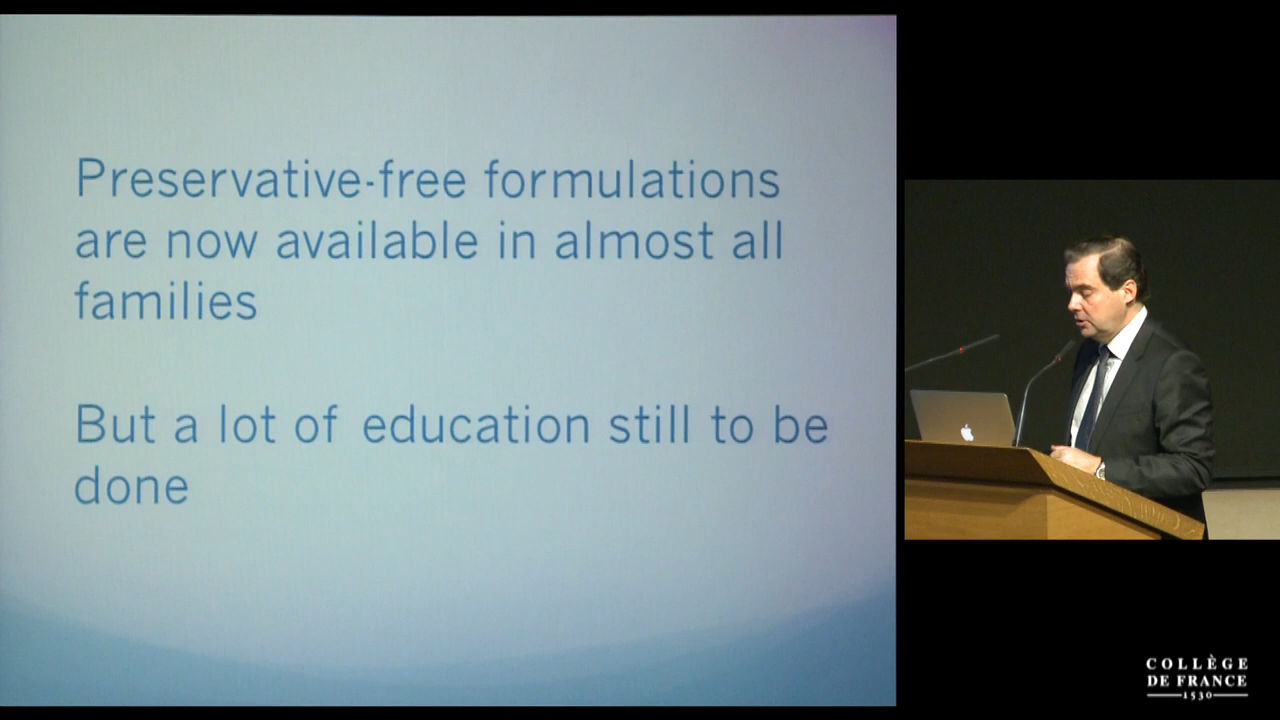 Preservative-free formulations
are now available in almost all
families
But a lot of education still to be
done
COLLÈGE
DE FRANCE
1530